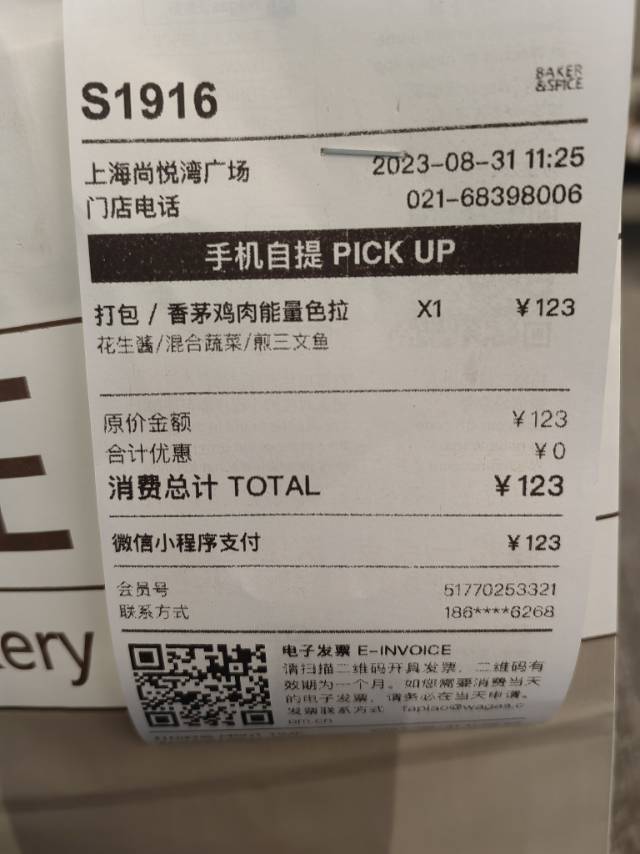 BAKER
&SPICE
S1916
上海尚悦湾广场 2023-08-31 11:25
门店电话 021-68398006
手机自提 PICK UP
打包 / 香茅鸡肉能量色拉 X1 ¥123
花生酱/混合蔬菜/煎三文鱼
原价金额 ¥123
合计优惠 ¥0
消费总计 TOTAL ¥123
微信小程序支付 ¥123
会员号 51770253321
联系方式 186****6268
电子发票 E-INVOICE
请扫描二维码开具发票，二维码有
效期为一个月。如您需要消费当天
的电子发票，请务必在当天申请。
发票联系方式 fapiao@wagas.c
om.cn
E
ery